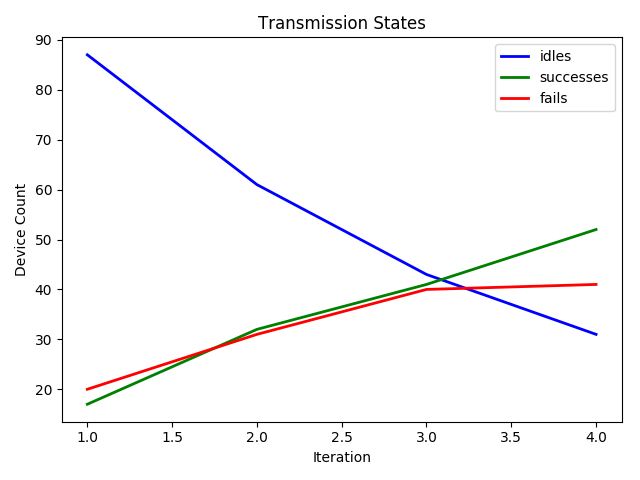 Transmission States
90
80
70
60
50
40
30
20
Device Count
idles
successes
fails
1.0 1.5 2.0 2.5 3.0 3.5 4.0
Iteration